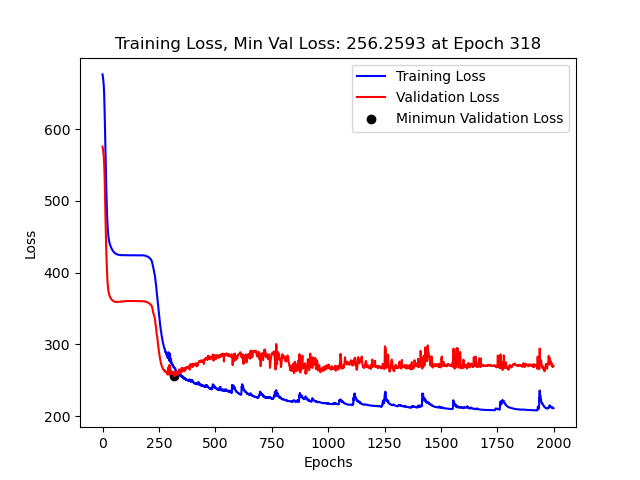 Training Loss, Min Val Loss: 256.2593 at Epoch 318
Training Loss
Validation Loss
Minimun Validation Loss
Loss
600
500
400
300
200
0
250
500
750
1000
1250
1500
1750
2000
Epochs